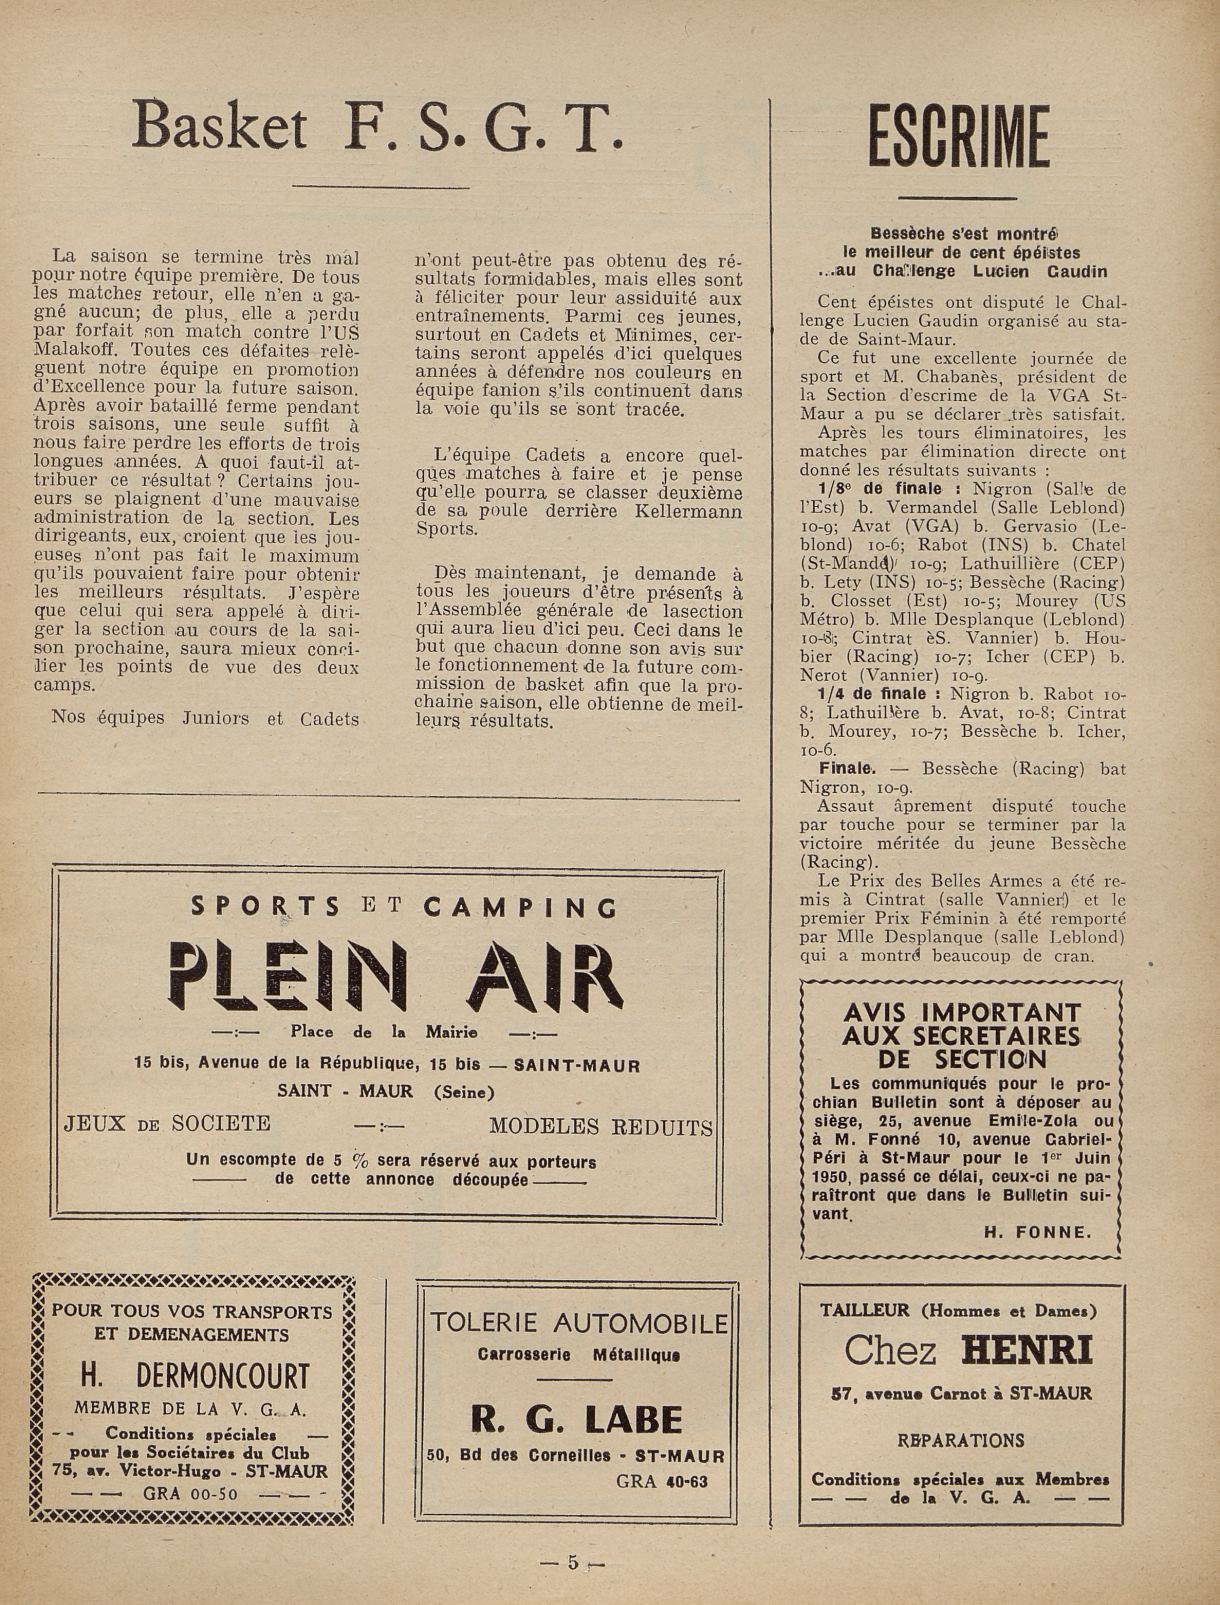 Basket F. S. G. T.
La saison se termine très mal
pour notre équipe première. De tous
les matches retour, elle n'en a ga-
gné aucun; de plus, elle a perdu
par forfait son match contre l'US
Malakoff. Toutes ces défaites relè-
guent notre équipe en promotion
d'Excellence pour la future saison.
Après avoir bataillé ferme pendant
trois saisons, une seule suffit à
nous faire perdre les efforts de trois
longues années. A quoi faut-il at-
tribuer ce résultat ? Certains jou-
eurs se plaignent d'une mauvaise
administration de la section. Les
dirigeants, eux, croient que les jou-
euses n'ont pas fait le maximum
qu'ils pouvaient faire pour obtenir
les meilleurs résultats. J'espère
que celui qui sera appelé à diri-
ger la section au cours de la sai-
son prochaine, saura mieux conci-
lier les points de vue des deux
camps.
Nos équipes Juniors et Cadets
n'ont peut-être pas obtenu des ré-
sultats formidables, mais elles sont
à féliciter pour leur assiduité aux
entraînements. Parmi ces jeunes,
surtout en Cadets et Minimes, cer-
tains seront appelés d'ici quelques
années à défendre nos couleurs en
équipe fanion s'ils continuent dans
la voie qu'ils se sont tracée.
L'équipe Cadets a encore quel-
ques matches à faire et je pense
qu'elle pourra se classer deuxième
de sa poule derrière Kellermann
Sports.
Dès maintenant, je demande à
tous les joueurs d'être présents à
l'Assemblée générale de lasection
qui aura lieu d'ici peu. Ceci dans le
but que chacun donne son avis sur
le fonctionnement de la future com-
mission de basket afin que la pro-
chaine saison, elle obtienne de meil-
leurs résultats.
SPORTS ET CAMPING
PLEIN AIR
—:— Place de la Mairie —:—
15 bis, Avenue de la République, 15 bis — SAINT-MAUR
SAINT - MAUR (Seine)
JEUX DE SOCIETE —:— MODELES REDUITS
Un escompte de 5 % sera réservé aux porteurs
—— de cette annonce découpée ——
POUR TOUS VOS TRANSPORTS
ET DEMENAGEMENTS
H. DERMONCOURT
MEMBRE DE LA V. G. A.
- - Conditions spéciales —
pour les Sociétaires du Club
75, av. Victor-Hugo - ST-MAUR
— — GRA 00-50 — — -
TOLERIE AUTOMOBILE
Carrosserie Métallique
R. G. LABE
50, Bd des Corneilles - ST-MAUR
GRA 40-63
ESCRIME
Bessèche s'est montré
le meilleur de cent épéistes
...au Challenge Lucien Gaudin
Cent épéistes ont disputé le Chal-
lenge Lucien Gaudin organisé au sta-
de de Saint-Maur.
Ce fut une excellente journée de
sport et M. Chabanès, président de
la Section d'escrime de la VGA St-
Maur a pu se déclarer très satisfait.
Après les tours éliminatoires, les
matches par élimination directe ont
donné les résultats suivants :
1/8e de finale : Nigron (Salle de
l'Est) b. Vermandel (Salle Leblond)
10-9; Avat (VGA) b. Gervasio (Le-
blond) 10-6; Rabot (INS) b. Chatel
(St-Mandé) 10-9; Lathuillière (CEP)
b. Lety (INS) 10-5; Bessèche (Racing)
b. Closset (Est) 10-5; Mourey (US
Métro) b. Mlle Desplanque (Leblond)
10-8; Cintrat èS. Vannier) b. Hou-
bier (Racing) 10-7; Icher (CEP) b.
Nerot (Vannier) 10-9.
1/4 de finale : Nigron b. Rabot 10-
8; Lathuillère b. Avat, 10-8; Cintrat
b. Mourey, 10-7; Bessèche b. Icher,
10-6.
Finale. — Bessèche (Racing) bat
Nigron, 10-9.
Assaut âprement disputé touche
par touche pour se terminer par la
victoire méritée du jeune Bessèche
(Racing).
Le Prix des Belles Armes a été re-
mis à Cintrat (salle Vannier) et le
premier Prix Féminin à été remporté
par Mlle Desplanque (salle Leblond)
qui a montré beaucoup de cran.
AVIS IMPORTANT
AUX SECRETAIRES
DE SECTION
Les communiqués pour le pro-
chian Bulletin sont à déposer au
siège, 25, avenue Emile-Zola ou
à M. Fonné 10, avenue Gabriel-
Péri à St-Maur pour le 1er Juin
1950, passé ce délai, ceux-ci ne pa-
raîtront que dans le Bulletin sui-
vant.
H. FONNE.
TAILLEUR (Hommes et Dames)
Chez HENRI
57, avenue Carnot à ST-MAUR
REPARATIONS
Conditions spéciales aux Membres
— — de la V. G. A. — —
— 5 —